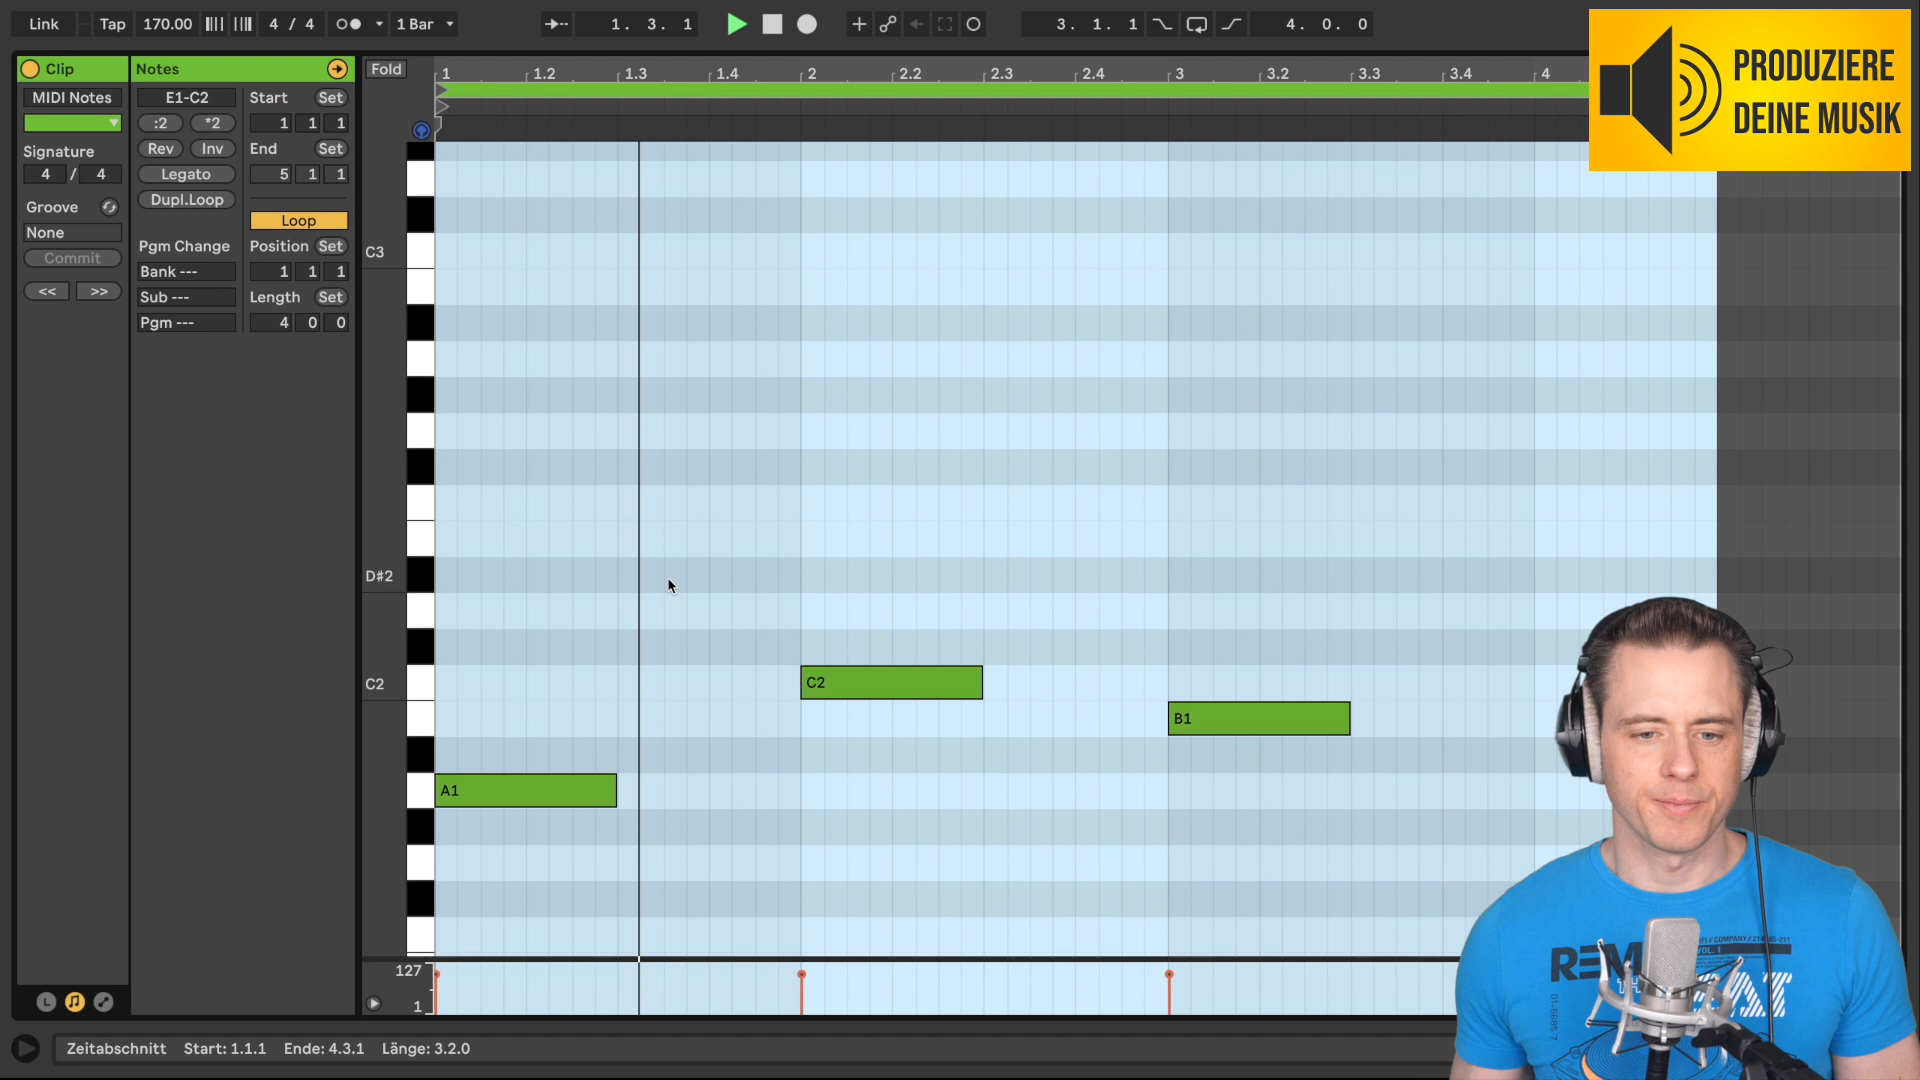 Link Tap 170.00 4 / 4 1 Bar 1. 3. 1 3. 1. 1 4. 0. 0
PRODUZIERE
DEINE MUSIK
Clip Notes Fold 1 1.2 1.3 1.4 2 2.2 2.3 2.4 3 3.2 3.3 3.4 4
MIDI Notes E1-C2 Start Set
:2 *2 1 1 1
Signature Rev Inv End Set
4 / 4 Legato 5 1 1
Groove Dupl.Loop
None Loop
Commit Pgm Change Position Set
Bank --- 1 1 1
<< >> Sub --- Length Set
Pgm --- 4 0 0
C3
D#2
C2 C2
B1
A1
127
1
L
REM
Zeitabschnitt Start: 1.1.1 Ende: 4.3.1 Länge: 3.2.0